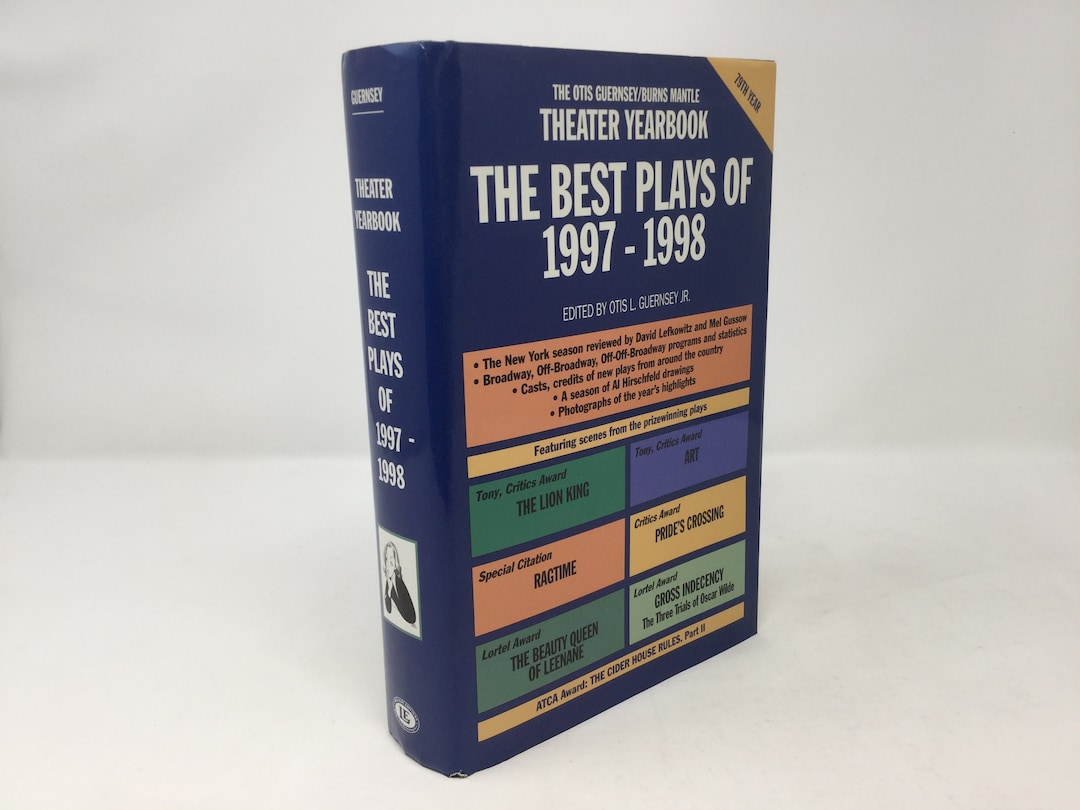 GUERNSEY
THEATER
YEARBOOK
THE
BEST
PLAYS
OF
1997 -
1998
79TH YEAR
THE OTIS GUERNSEY/BURNS MANTLE
THEATER YEARBOOK
THE BEST PLAYS OF
1997 - 1998
EDITED BY OTIS L. GUERNSEY JR.
• The New York season reviewed by David Lefkowitz and Mel Gussow
• Broadway, Off-Broadway, Off-Off-Broadway programs and statistics
• Casts, credits of new plays from around the country
• A season of Al Hirschfeld drawings
• Photographs of the year's highlights
Featuring scenes from the prizewinning plays
Tony, Critics Award
THE LION KING
Tony, Critics Award
ART
Special Citation
RAGTIME
Critics Award
PRIDE'S CROSSING
Lortel Award
THE BEAUTY QUEEN
OF LEENANE
Lortel Award
GROSS INDECENCY
The Three Trials of Oscar Wilde
ATCA Award: THE CIDER HOUSE RULES, Part II